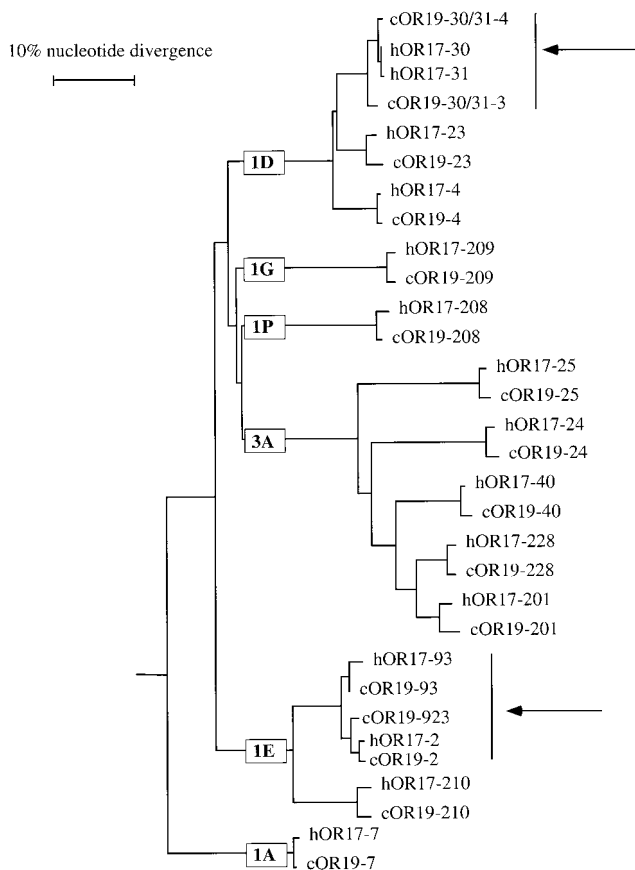 cOR19-30/31-4
10% nucleotide divergence
hOR17-30
hOR17-31
cOR19-30/31-3
hOR17-23
1D
cOR19-23
hOR17-4
cOR19-4
hOR17-209
1G
cOR19-209
hOR17-208
1P
cOR19-208
hOR17-25
cOR19-25
hOR17-24
3A
cOR19-24
hOR17-40
cOR19-40
hOR17-228
cOR19-228
hOR17-201
cOR19-201
hOR17-93
cOR19-93
cOR19-923
hOR17-2
1E
cOR19-2
hOR17-210
cOR19-210
hOR17-7
1A
cOR19-7